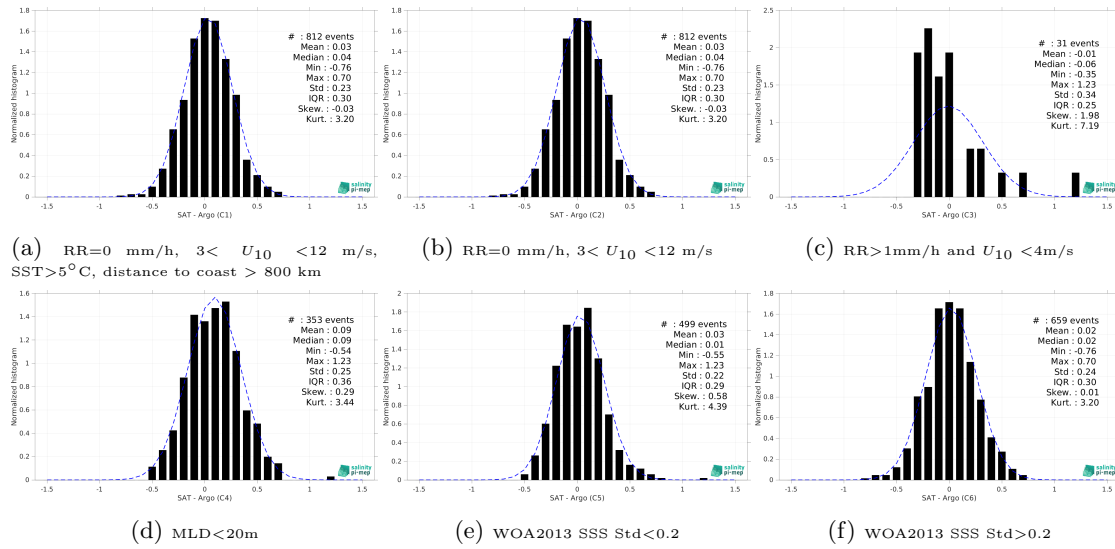 Normalized histogram
1.8
1.6
1.4
1.2
1
0.8
0.6
0.4
0.2
0
# : 812 events
Mean : 0.03
Median : 0.04
Min : -0.76
Max : 0.70
Std : 0.23
IQR : 0.30
Skew. : -0.03
Kurt. : 3.20
salinity
pi-mep
-1.5 -1 -0.5 0 0.5 1 1.5
SAT - Argo (C1)
(a) RR=0 mm/h, 3< U10 <12 m/s,
SST>5°C, distance to coast > 800 km
Normalized histogram
1.8
1.6
1.4
1.2
1
0.8
0.6
0.4
0.2
0
# : 812 events
Mean : 0.03
Median : 0.04
Min : -0.76
Max : 0.70
Std : 0.23
IQR : 0.30
Skew. : -0.03
Kurt. : 3.20
salinity
pi-mep
-1.5 -1 -0.5 0 0.5 1 1.5
SAT - Argo (C2)
(b) RR=0 mm/h, 3< U10 <12 m/s
Normalized histogram
2.5
2
1.5
1
0.5
0
# : 31 events
Mean : -0.01
Median : -0.06
Min : -0.35
Max : 1.23
Std : 0.34
IQR : 0.25
Skew. : 1.98
Kurt. : 7.19
salinity
pi-mep
-1.5 -1 -0.5 0 0.5 1 1.5
SAT - Argo (C3)
(c) RR>1mm/h and U10 <4m/s
Normalized histogram
1.6
1.4
1.2
1
0.8
0.6
0.4
0.2
0
# : 353 events
Mean : 0.09
Median : 0.09
Min : -0.54
Max : 1.23
Std : 0.25
IQR : 0.36
Skew. : 0.29
Kurt. : 3.44
salinity
pi-mep
-1.5 -1 -0.5 0 0.5 1 1.5
SAT - Argo (C4)
(d) MLD<20m
Normalized histogram
2
1.8
1.6
1.4
1.2
1
0.8
0.6
0.4
0.2
0
# : 499 events
Mean : 0.03
Median : 0.01
Min : -0.55
Max : 1.23
Std : 0.22
IQR : 0.29
Skew. : 0.58
Kurt. : 4.39
salinity
pi-mep
-1.5 -1 -0.5 0 0.5 1 1.5
SAT - Argo (C5)
(e) WOA2013 SSS Std<0.2
Normalized histogram
1.8
1.6
1.4
1.2
1
0.8
0.6
0.4
0.2
0
# : 659 events
Mean : 0.02
Median : 0.02
Min : -0.76
Max : 0.70
Std : 0.24
IQR : 0.30
Skew. : 0.01
Kurt. : 3.20
salinity
pi-mep
-1.5 -1 -0.5 0 0.5 1 1.5
SAT - Argo (C6)
(f) WOA2013 SSS Std>0.2